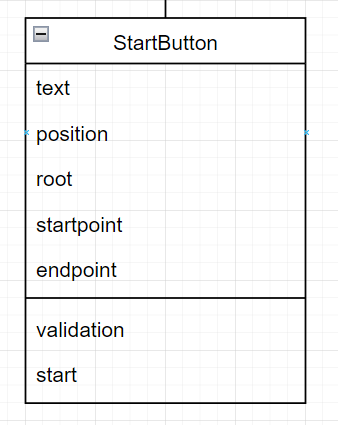 StartButton
text
position
root
startpoint
endpoint
validation
start